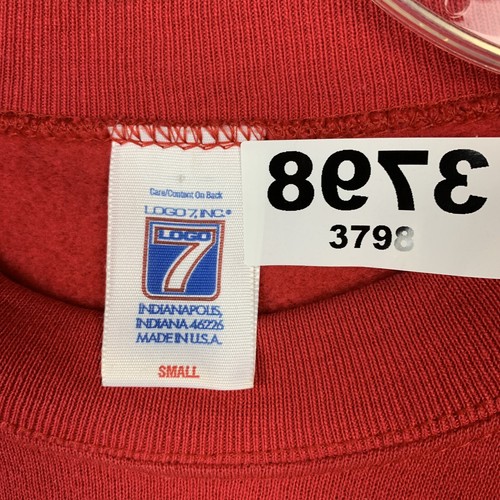 Care/Content On Back
LOGO 7, INC.®
LOGO
7
INDIANAPOLIS,
INDIANA 46226
MADE IN U.S.A.
SMALL
3798
3798